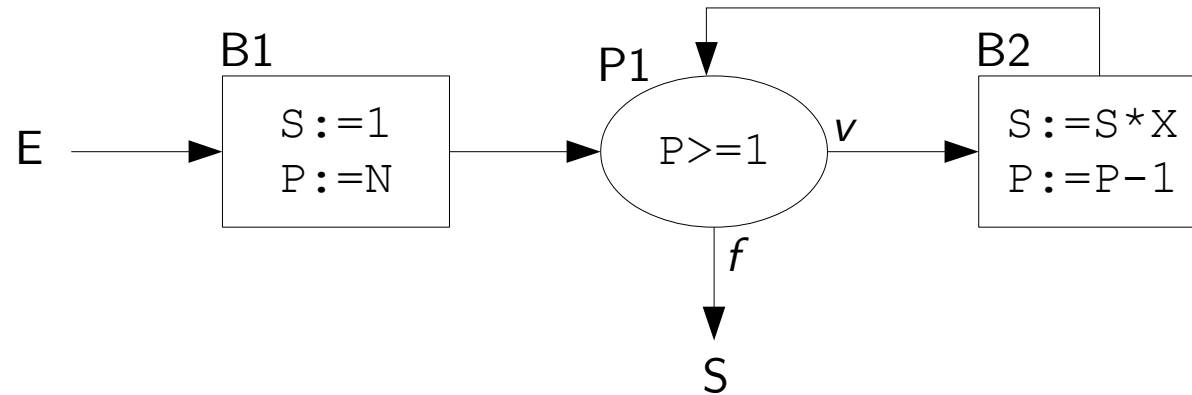 B1
P1
B2
E
S:=1
P:=N
P>=1
v
S:=S*X
P:=P-1
f
S